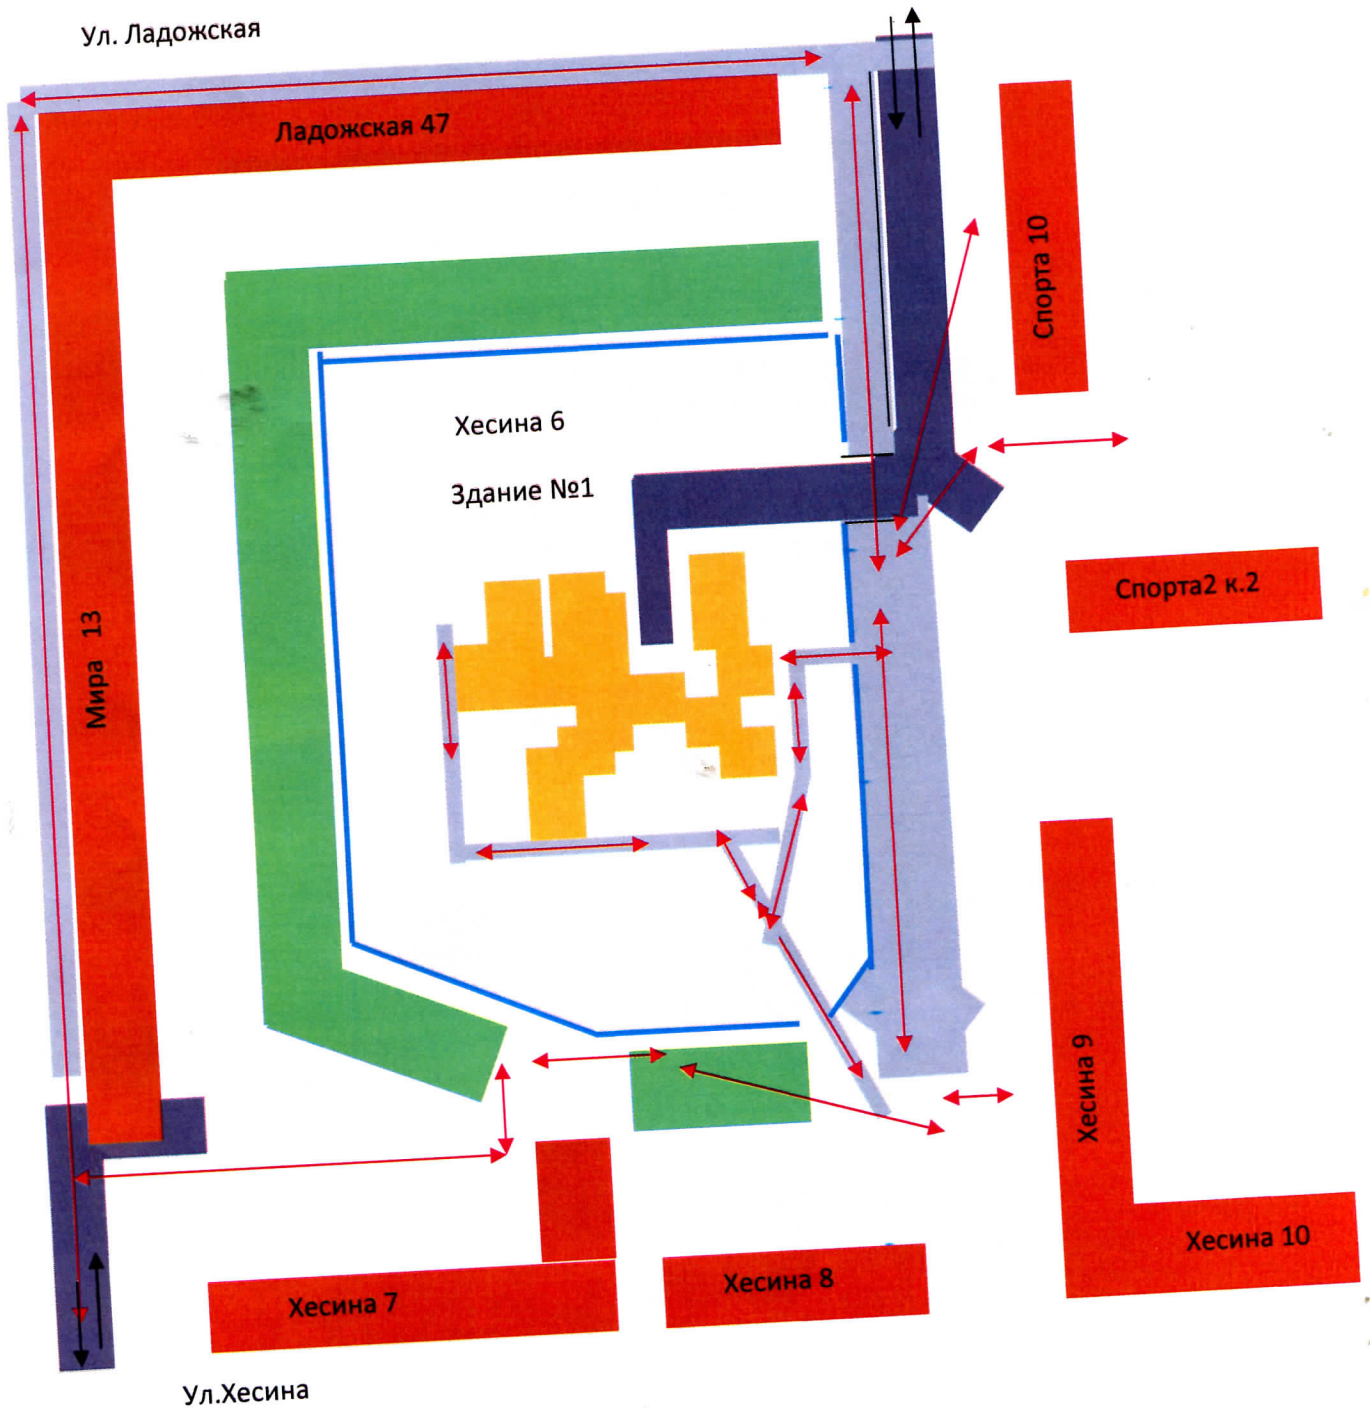 Ул. Ладожская
Ладожская 47
Спорта 10
Хесина 6
Здание №1
Спорта2 к.2
Мира 13
Хесина 9
Хесина 10
Хесина 8
Хесина 7
Ул.Хесина